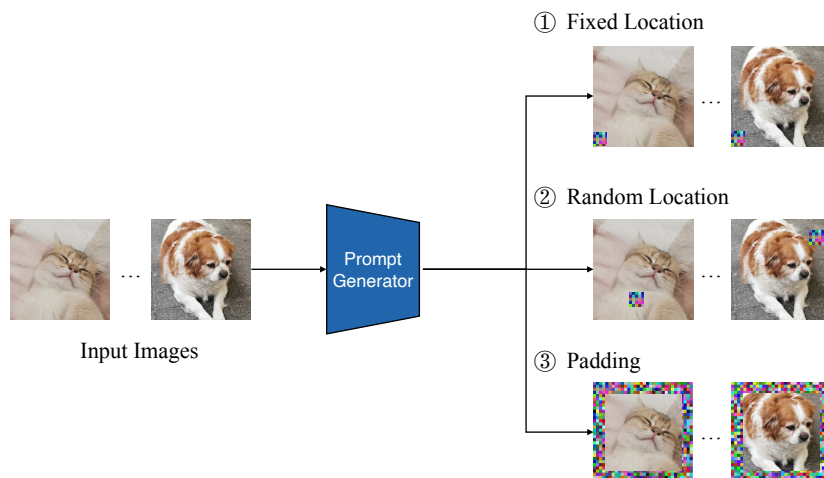 ① Fixed Location
...
② Random Location
...
Prompt
Generator
...
Input Images
③ Padding
...